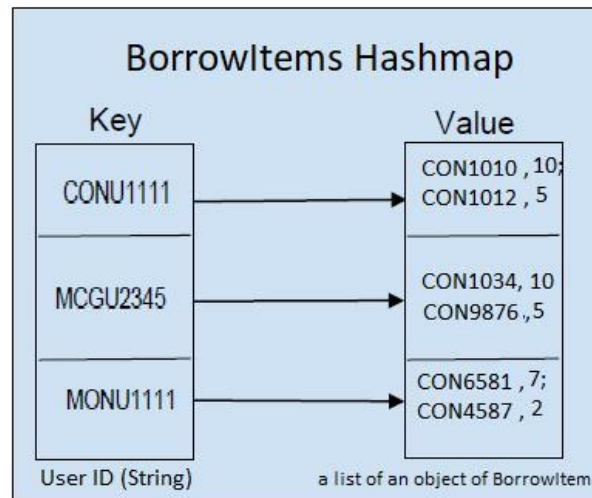 BorrowItems Hashmap
Key
Value
CONU1111
CON1010 , 10;
CON1012 , 5
MCGU2345
CON1034, 10
CON9876 ., 5
MONU1111
CON6581 , 7;
CON4587 , 2
User ID (String)
a list of an object of BorrowItem